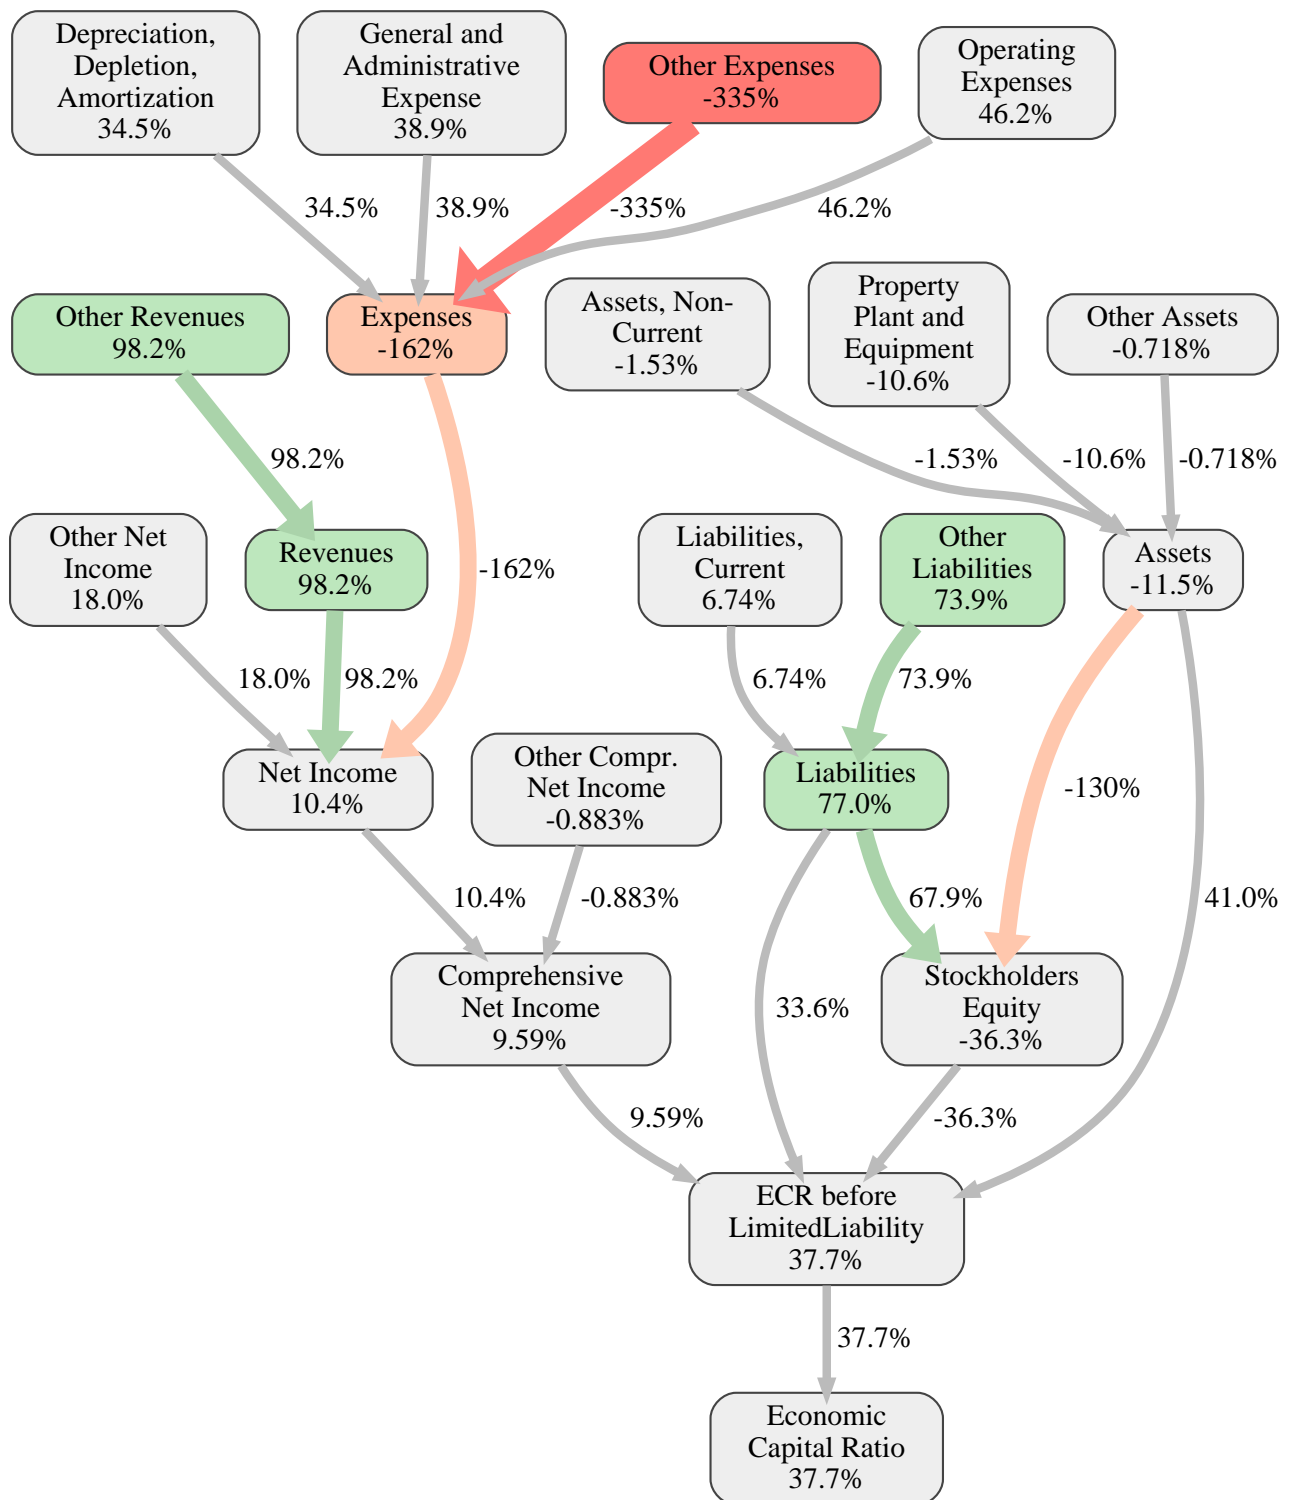 Depreciation,
Depletion,
Amortization
34.5%
General and
Administrative
Expense
38.9%
Other Expenses
-335%
Operating
Expenses
46.2%
34.5%
38.9%
-335%
46.2%
Other Revenues
98.2%
Expenses
-162%
Assets, Non-
Current
-1.53%
Property
Plant and
Equipment
-10.6%
Other Assets
-0.718%
98.2%
-1.53%
-10.6%
-0.718%
Other Net
Income
18.0%
Revenues
98.2%
-162%
Liabilities,
Current
6.74%
Other
Liabilities
73.9%
Assets
-11.5%
18.0%
98.2%
6.74%
73.9%
Net Income
10.4%
Other Compr.
Net Income
-0.883%
Liabilities
77.0%
-130%
10.4%
-0.883%
67.9%
41.0%
Comprehensive
Net Income
9.59%
33.6%
Stockholders
Equity
-36.3%
9.59%
-36.3%
ECR before
LimitedLiability
37.7%
37.7%
Economic
Capital Ratio
37.7%